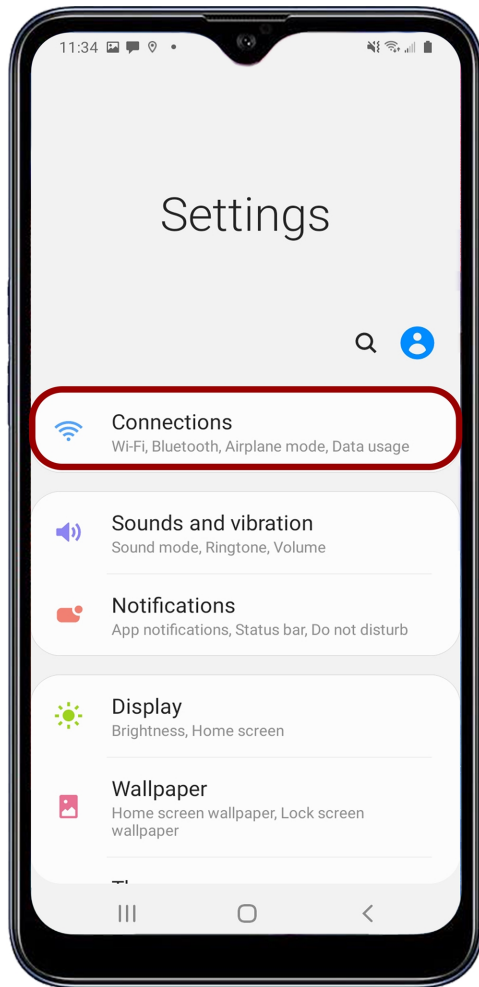 11:34
Settings
Connections
Wi-Fi, Bluetooth, Airplane mode, Data usage
Sounds and vibration
Sound mode, Ringtone, Volume
Notifications
App notifications, Status bar, Do not disturb
Display
Brightness, Home screen
Wallpaper
Home screen wallpaper, Lock screen
wallpaper